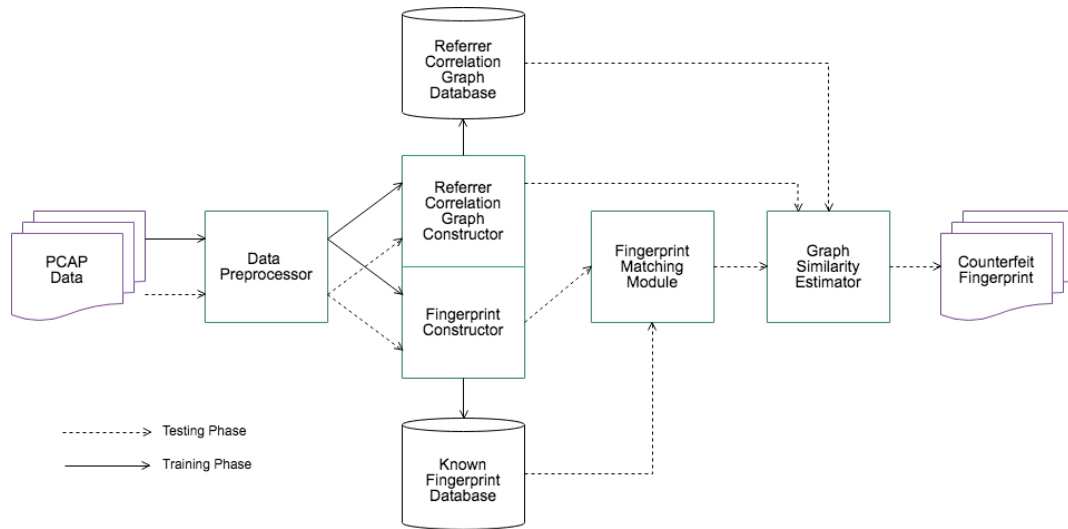 Referrer
Correlation
Graph
Database
Referrer
Correlation
Graph
Constructor
PCAP
Data
Data
Preprocessor
Fingerprint
Constructor
Fingerprint
Matching
Module
Graph
Similarity
Estimator
Counterfeit
Fingerprint
Known
Fingerprint
Database
Testing Phase
Training Phase